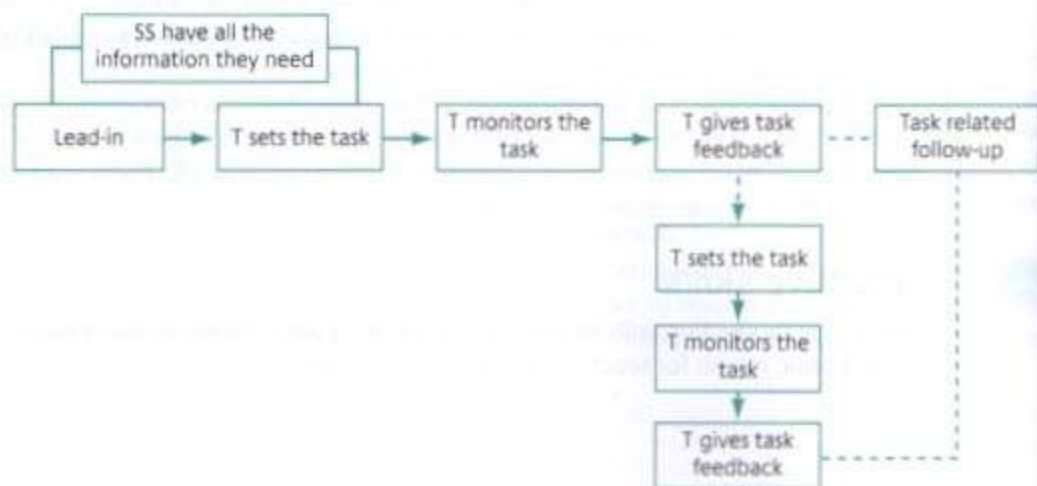 SS have all the
information they need
Lead-in
T sets the task
T monitors the
task
T gives task
feedback
Task related
follow-up
T sets the task
T monitors the
task
T gives task
feedback